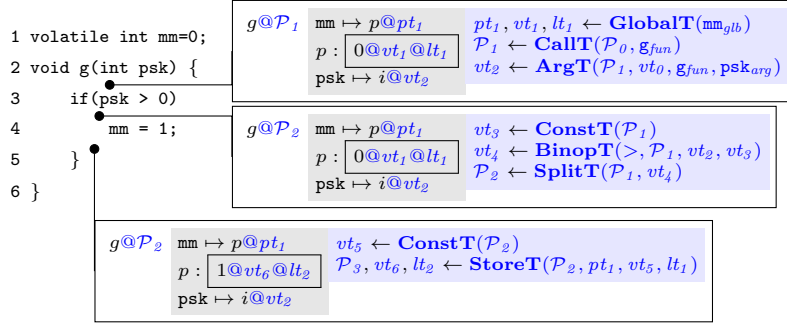 1 volatile int mm=0;
2 void g(int psk) {
3 if(psk > 0)
4 mm = 1;
5 }
6 }
g@𝒫₁ mm ↦ p@pt₁ pt₁, vt₁, lt₁ ← GlobalT(mm_glb)
p : 0@vt₁@lt₁ 𝒫₁ ← CallT(𝒫₀, g_fun)
psk ↦ i@vt₂ vt₂ ← ArgT(𝒫₁, vt₀, g_fun, psk_arg)
g@𝒫₂ mm ↦ p@pt₁ vt₃ ← ConstT(𝒫₁)
p : 0@vt₁@lt₁ vt₄ ← BinopT(>, 𝒫₁, vt₂, vt₃)
psk ↦ i@vt₂ 𝒫₂ ← SplitT(𝒫₁, vt₄)
g@𝒫₂ mm ↦ p@pt₁ vt₅ ← ConstT(𝒫₂)
p : 1@vt₆@lt₂ 𝒫₃, vt₆, lt₂ ← StoreT(𝒫₂, pt₁, vt₅, lt₁)
psk ↦ i@vt₂